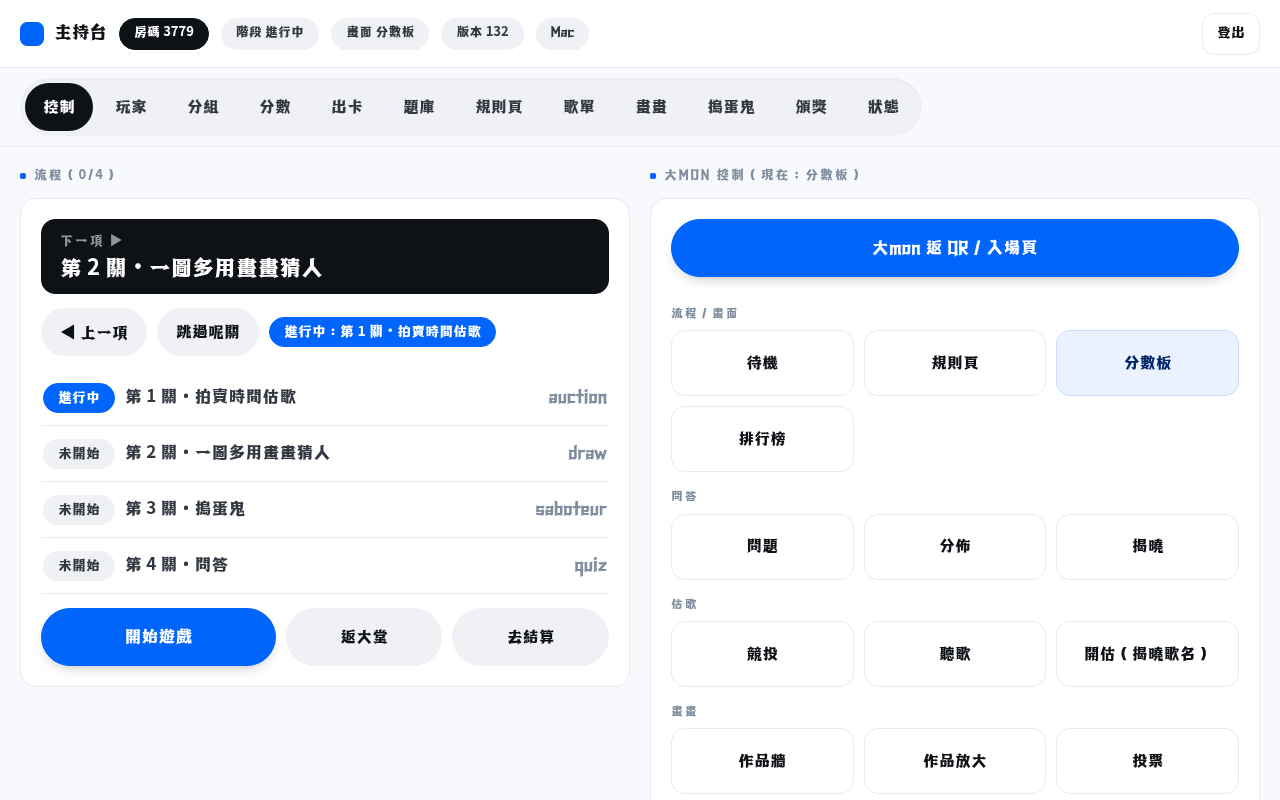 主持台
房碼 3779
階段 進行中
畫面 分數板
版本 132
Mac
登出
控制
玩家
分組
分數
出卡
題庫
規則頁
歌單
畫畫
搗蛋鬼
頒獎
狀態
流程 ( 0/4 )
下一項 ▶
第 2 關・一圖多用畫畫猜人
◀ 上一項
跳過呢關
進行中：第 1 關・拍賣時間估歌
進行中
第 1 關・拍賣時間估歌
auction
未開始
第 2 關・一圖多用畫畫猜人
draw
未開始
第 3 關・搗蛋鬼
saboteur
未開始
第 4 關・問答
quiz
開始遊戲
返大堂
去結算
大MON 控制 ( 現在：分數板 )
大mon 返 QR / 入場頁
流程 / 畫面
待機
規則頁
分數板
排行榜
問答
問題
分佈
揭曉
估歌
競投
聽歌
開估 ( 揭曉歌名 )
畫畫
作品牆
作品放大
投票